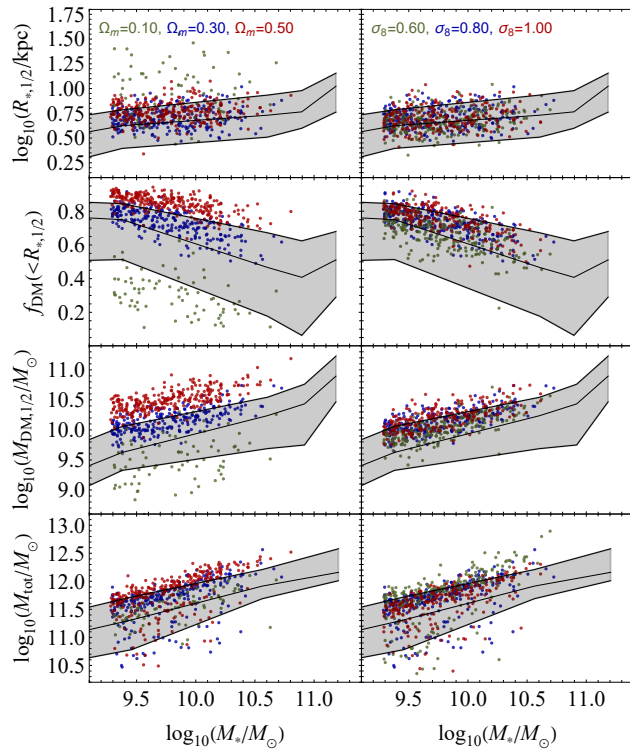 Ωₘ=0.10, Ωₘ=0.30, Ωₘ=0.50
σ₈=0.60, σ₈=0.80, σ₈=1.00
log₁₀(R*,1/2/kpc)
1.75
1.50
1.25
1.00
0.75
0.50
0.25
f_DM(<R*,1/2)
0.8
0.6
0.4
0.2
log₁₀(M_DM,1/2/M⊙)
11.0
10.5
10.0
9.5
9.0
log₁₀(M_tot/M⊙)
13.0
12.5
12.0
11.5
11.0
10.5
9.5 10.0 10.5 11.0
9.5 10.0 10.5 11.0
log₁₀(M*/M⊙)
log₁₀(M*/M⊙)